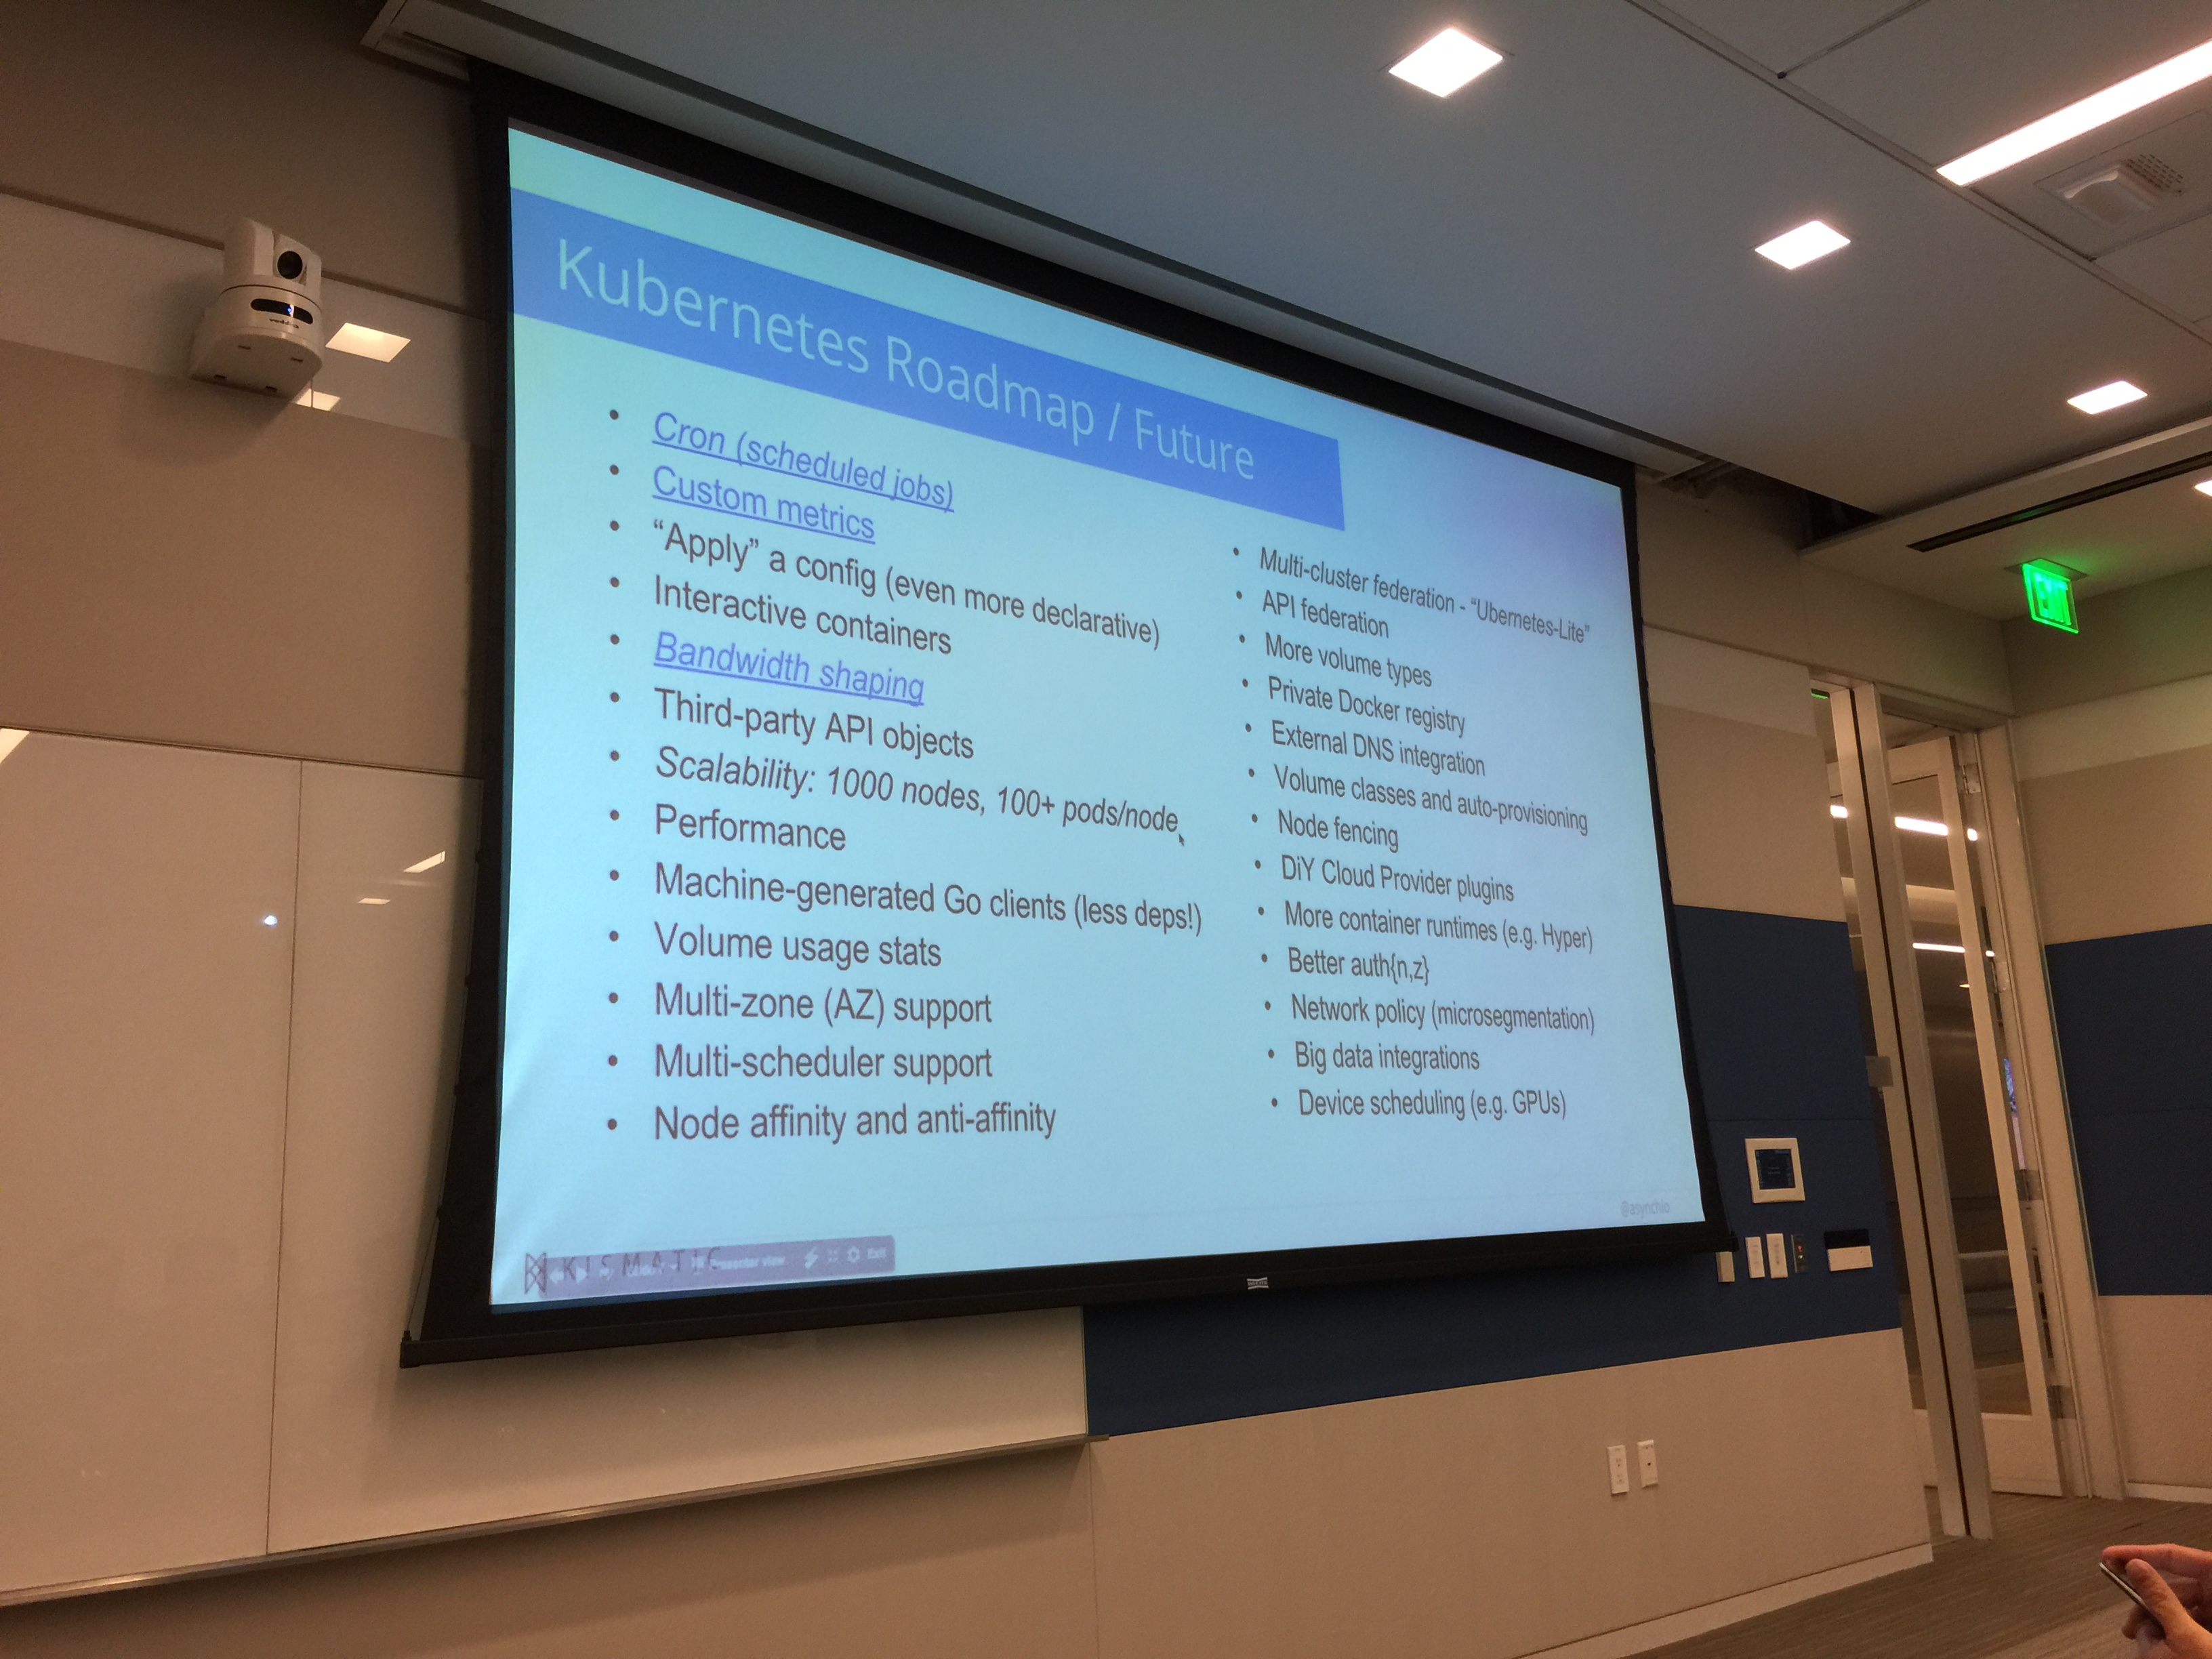 Kubernetes Roadmap / Future
• Cron (scheduled jobs)
• Custom metrics
• “Apply” a config (even more declarative)
• Interactive containers
• Bandwidth shaping
• Third-party API objects
• Scalability: 1000 nodes, 100+ pods/node
• Performance
• Machine-generated Go clients (less deps!)
• Volume usage stats
• Multi-zone (AZ) support
• Multi-scheduler support
• Node affinity and anti-affinity
• Multi-cluster federation - “Ubernetes-Lite”
• API federation
• More volume types
• Private Docker registry
• External DNS integration
• Volume classes and auto-provisioning
• Node fencing
• DiY Cloud Provider plugins
• More container runtimes (e.g. Hyper)
• Better auth{n,z}
• Network policy (microsegmentation)
• Big data integrations
• Device scheduling (e.g. GPUs)
@asynchio
KISMATIC
Presenter view
Exit
EXIT